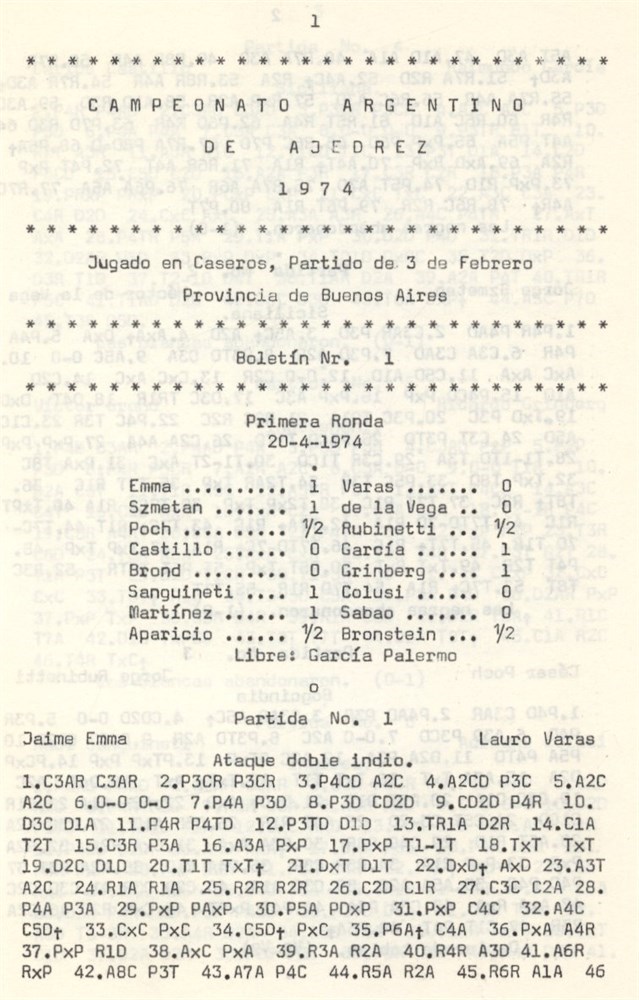 1
* * * * * * * * * * * * * * * * * * * * * * * *
C A M P E O N A T O   A R G E N T I N O
D E   A J E D R E Z
1 9 7 4
* * * * * * * * * * * * * * * * * * * * * * * *
Jugado en Caseros, Partido de 3 de Febrero
Provincia de Buenos Aires
* * * * * * * * * * * * * * * * * * * * * * * *
Boletín Nr. 1
* * * * * * * * * * * * * * * * * * * * * * * *
Primera Ronda
20-4-1974
Emma .......... 1 Varas ........ 0
Szmetan ....... 1 de la Vega .. 0
Poch .......... 1/2 Rubinetti ... 1/2
Castillo ...... 0 García ....... 1
Brond ......... 0 Grinberg .... 1
Sanguineti .... 1 Colusi....... 0
Martínez ...... 1 Sabao ....... 0
Aparicio ...... 1/2 Bronstein ... 1/2
Libre: García Palermo
o
Partida No. 1
Jaime Emma Lauro Varas
Ataque doble indio.
1.C3AR C3AR 2.P3CR P3CR 3.P4CD A2C 4.A2CD P3C 5.A2C
A2C 6.0-0 0-0 7.P4A P3D 8.P3D CD2D 9.CD2D P4R 10.
D3C D1A 11.P4R P4TD 12.P3TD D1D 13.TR1A D2R 14.C1A
T2T 15.C3R P3A 16.A3A PxP 17.PxP T1-1T 18.TxT TxT
19.D2C D1D 20.T1T TxT† 21.DxT D1T 22.DxD† AxD 23.A3T
A2C 24.R1A R1A 25.R2R R2R 26.C2D C1R 27.C3C C2A 28.
P4A P3A 29.PxP PAxP 30.P5A PDxP 31.PxP C4C 32.A4C
C5D† 33.CxC PxC 34.C5D† PxC 35.P6A† C4A 36.PxA A4R
37.PxP R1D 38.AxC PxA 39.R3A R2A 40.R4R A3D 41.A6R
RxP 42.A8C P3T 43.A7A P4C 44.R5A R2A 45.R6R A1A 46